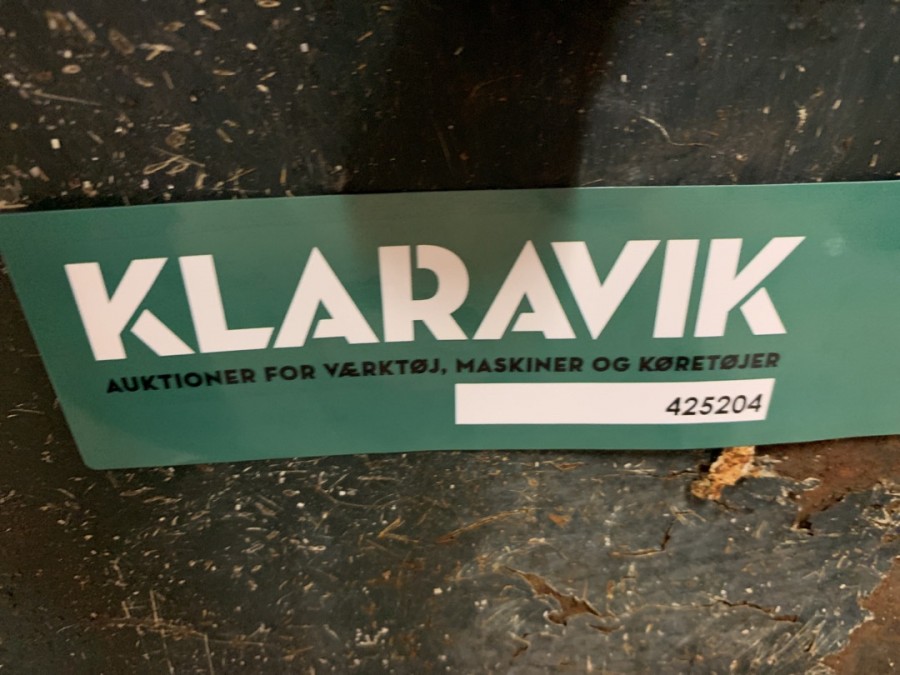 KLARAVIK
AUKTIONER FOR VÆRKTØJ, MASKINER OG KØRETØJER
425204